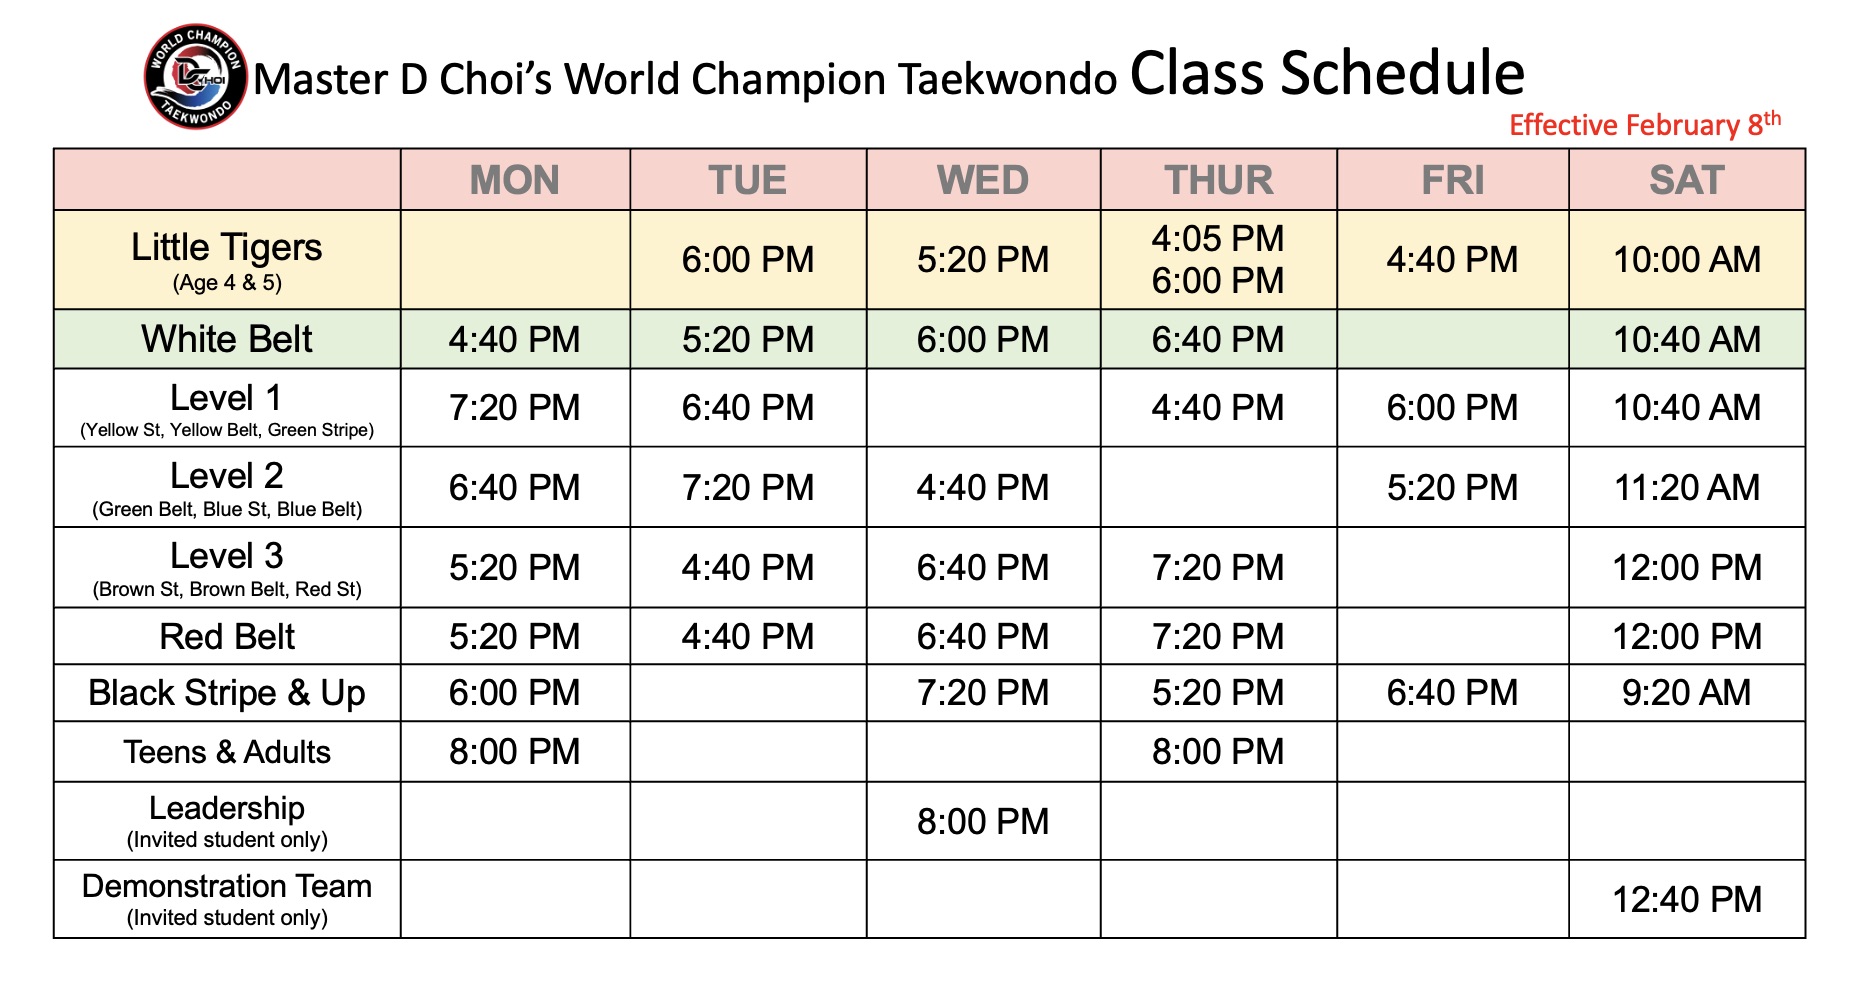 WORLD CHAMPION
D CHOI
TAEKWONDO
Master D Choi’s World Champion Taekwondo Class Schedule
Effective February 8th
MON TUE WED THUR FRI SAT
Little Tigers
(Age 4 & 5)
6:00 PM 5:20 PM 4:05 PM 6:00 PM 4:40 PM 10:00 AM
White Belt 4:40 PM 5:20 PM 6:00 PM 6:40 PM 10:40 AM
Level 1
(Yellow St, Yellow Belt, Green Stripe)
7:20 PM 6:40 PM 4:40 PM 6:00 PM 10:40 AM
Level 2
(Green Belt, Blue St, Blue Belt)
6:40 PM 7:20 PM 4:40 PM 5:20 PM 11:20 AM
Level 3
(Brown St, Brown Belt, Red St)
5:20 PM 4:40 PM 6:40 PM 7:20 PM 12:00 PM
Red Belt 5:20 PM 4:40 PM 6:40 PM 7:20 PM 12:00 PM
Black Stripe & Up 6:00 PM 7:20 PM 5:20 PM 6:40 PM 9:20 AM
Teens & Adults 8:00 PM 8:00 PM
Leadership
(Invited student only)
8:00 PM
Demonstration Team
(Invited student only)
12:40 PM